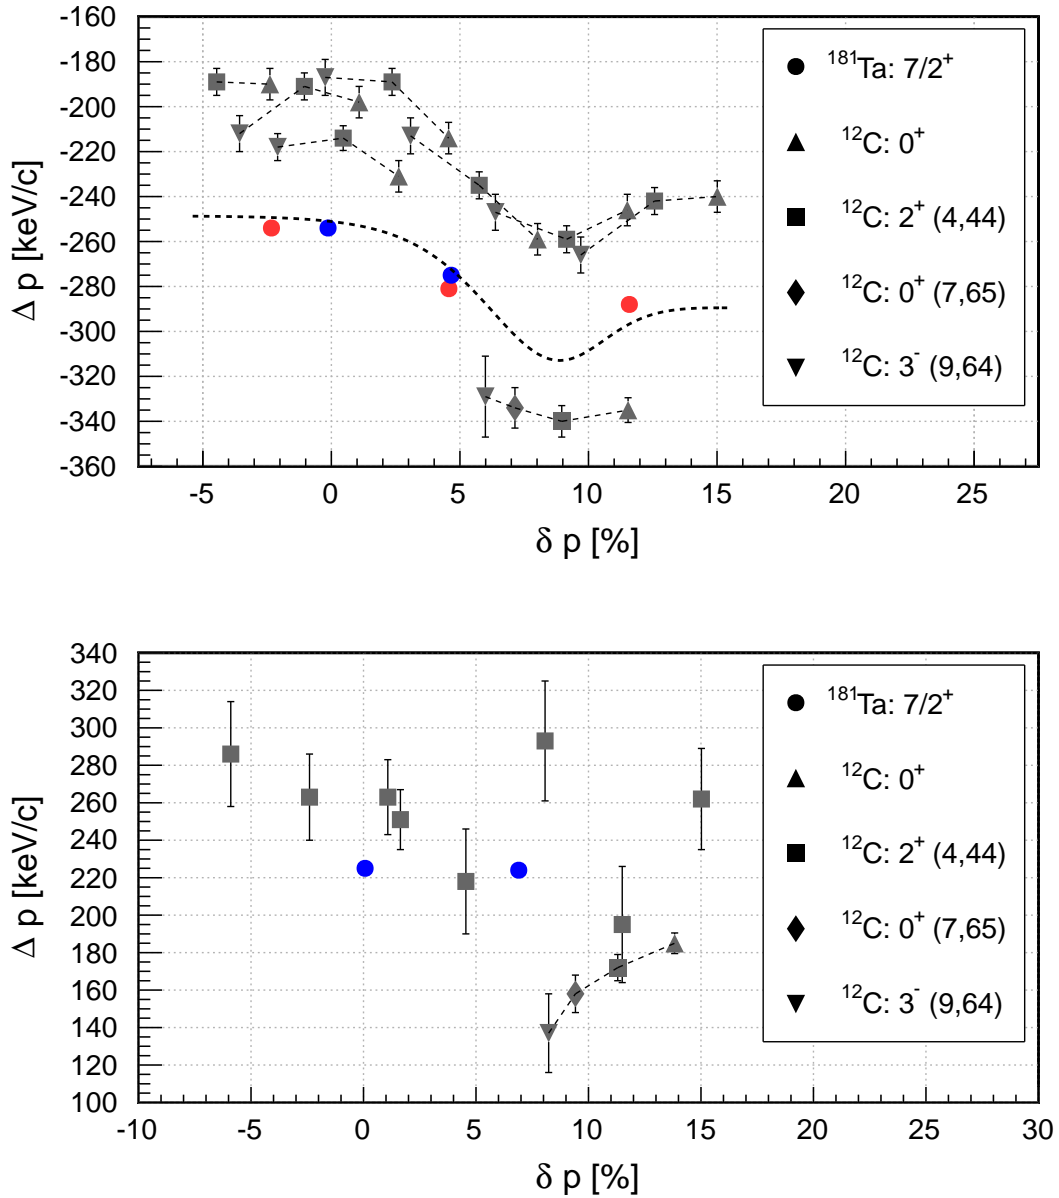 -160
-180
-200
-220
-240
-260
-280
-300
-320
-340
-360
Δ p [keV/c]
-5 0 5 10 15 20 25
δ p [%]
¹⁸¹Ta: 7/2⁺
¹²C: 0⁺
¹²C: 2⁺ (4,44)
¹²C: 0⁺ (7,65)
¹²C: 3⁻ (9,64)
340
320
300
280
260
240
220
200
180
160
140
120
100
Δ p [keV/c]
-10 -5 0 5 10 15 20 25 30
δ p [%]
¹⁸¹Ta: 7/2⁺
¹²C: 0⁺
¹²C: 2⁺ (4,44)
¹²C: 0⁺ (7,65)
¹²C: 3⁻ (9,64)